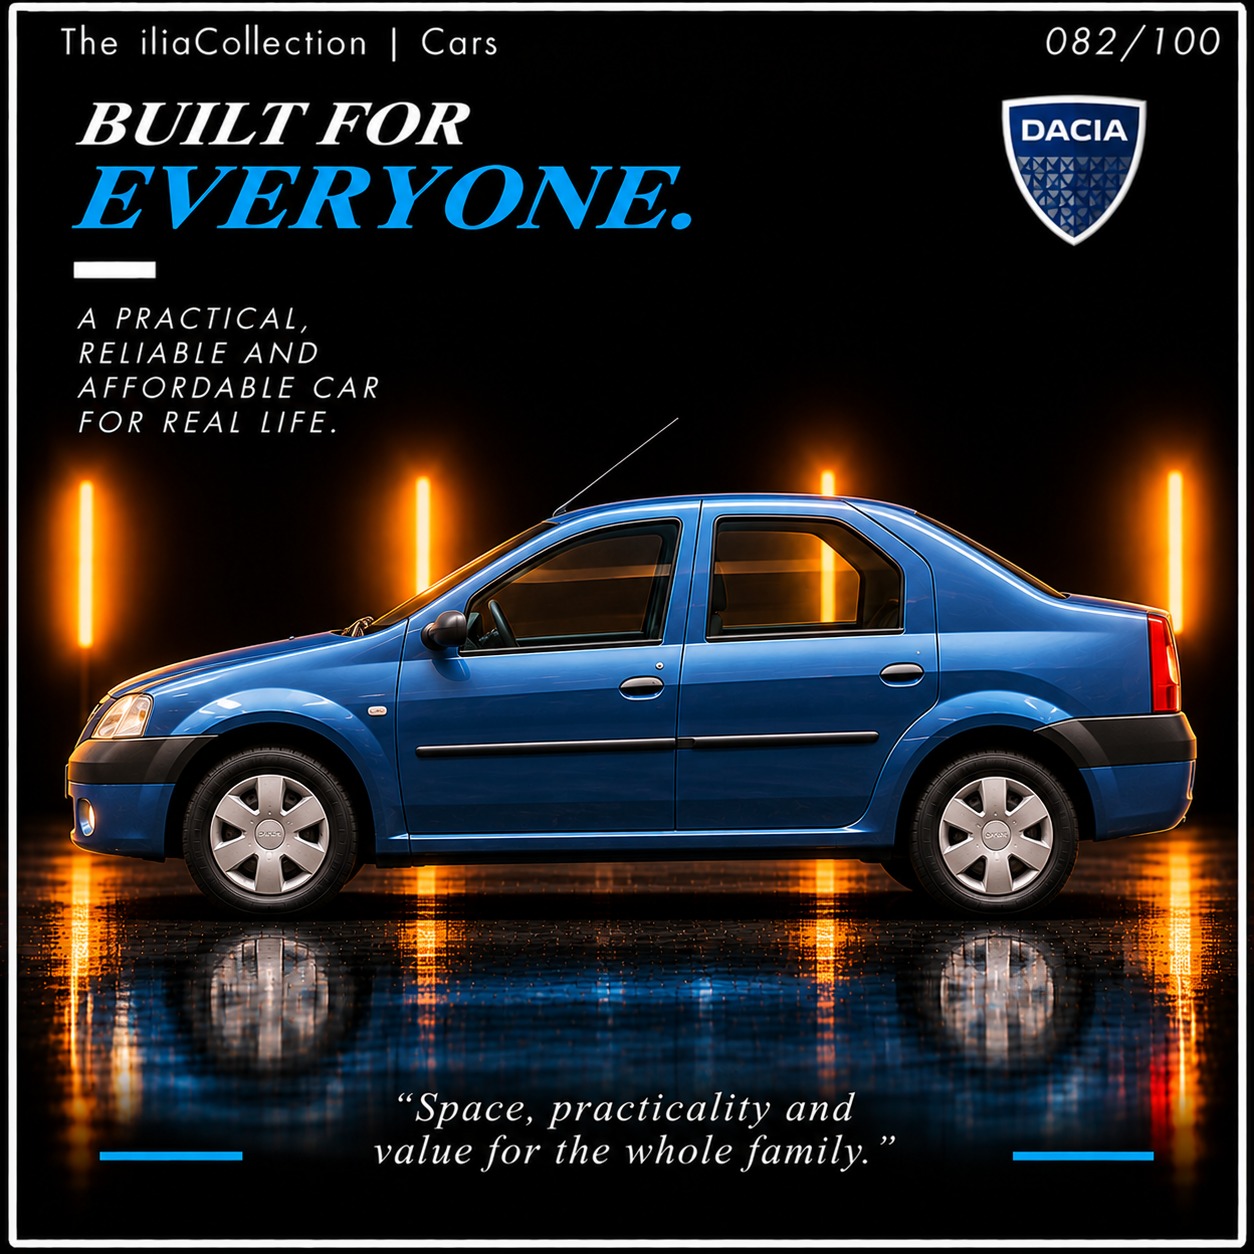 The iliaCollection | Cars
082/100
BUILT FOR
EVERYONE.
DACIA
A PRACTICAL,
RELIABLE AND
AFFORDABLE CAR
FOR REAL LIFE.
“Space, practicality and
value for the whole family.”